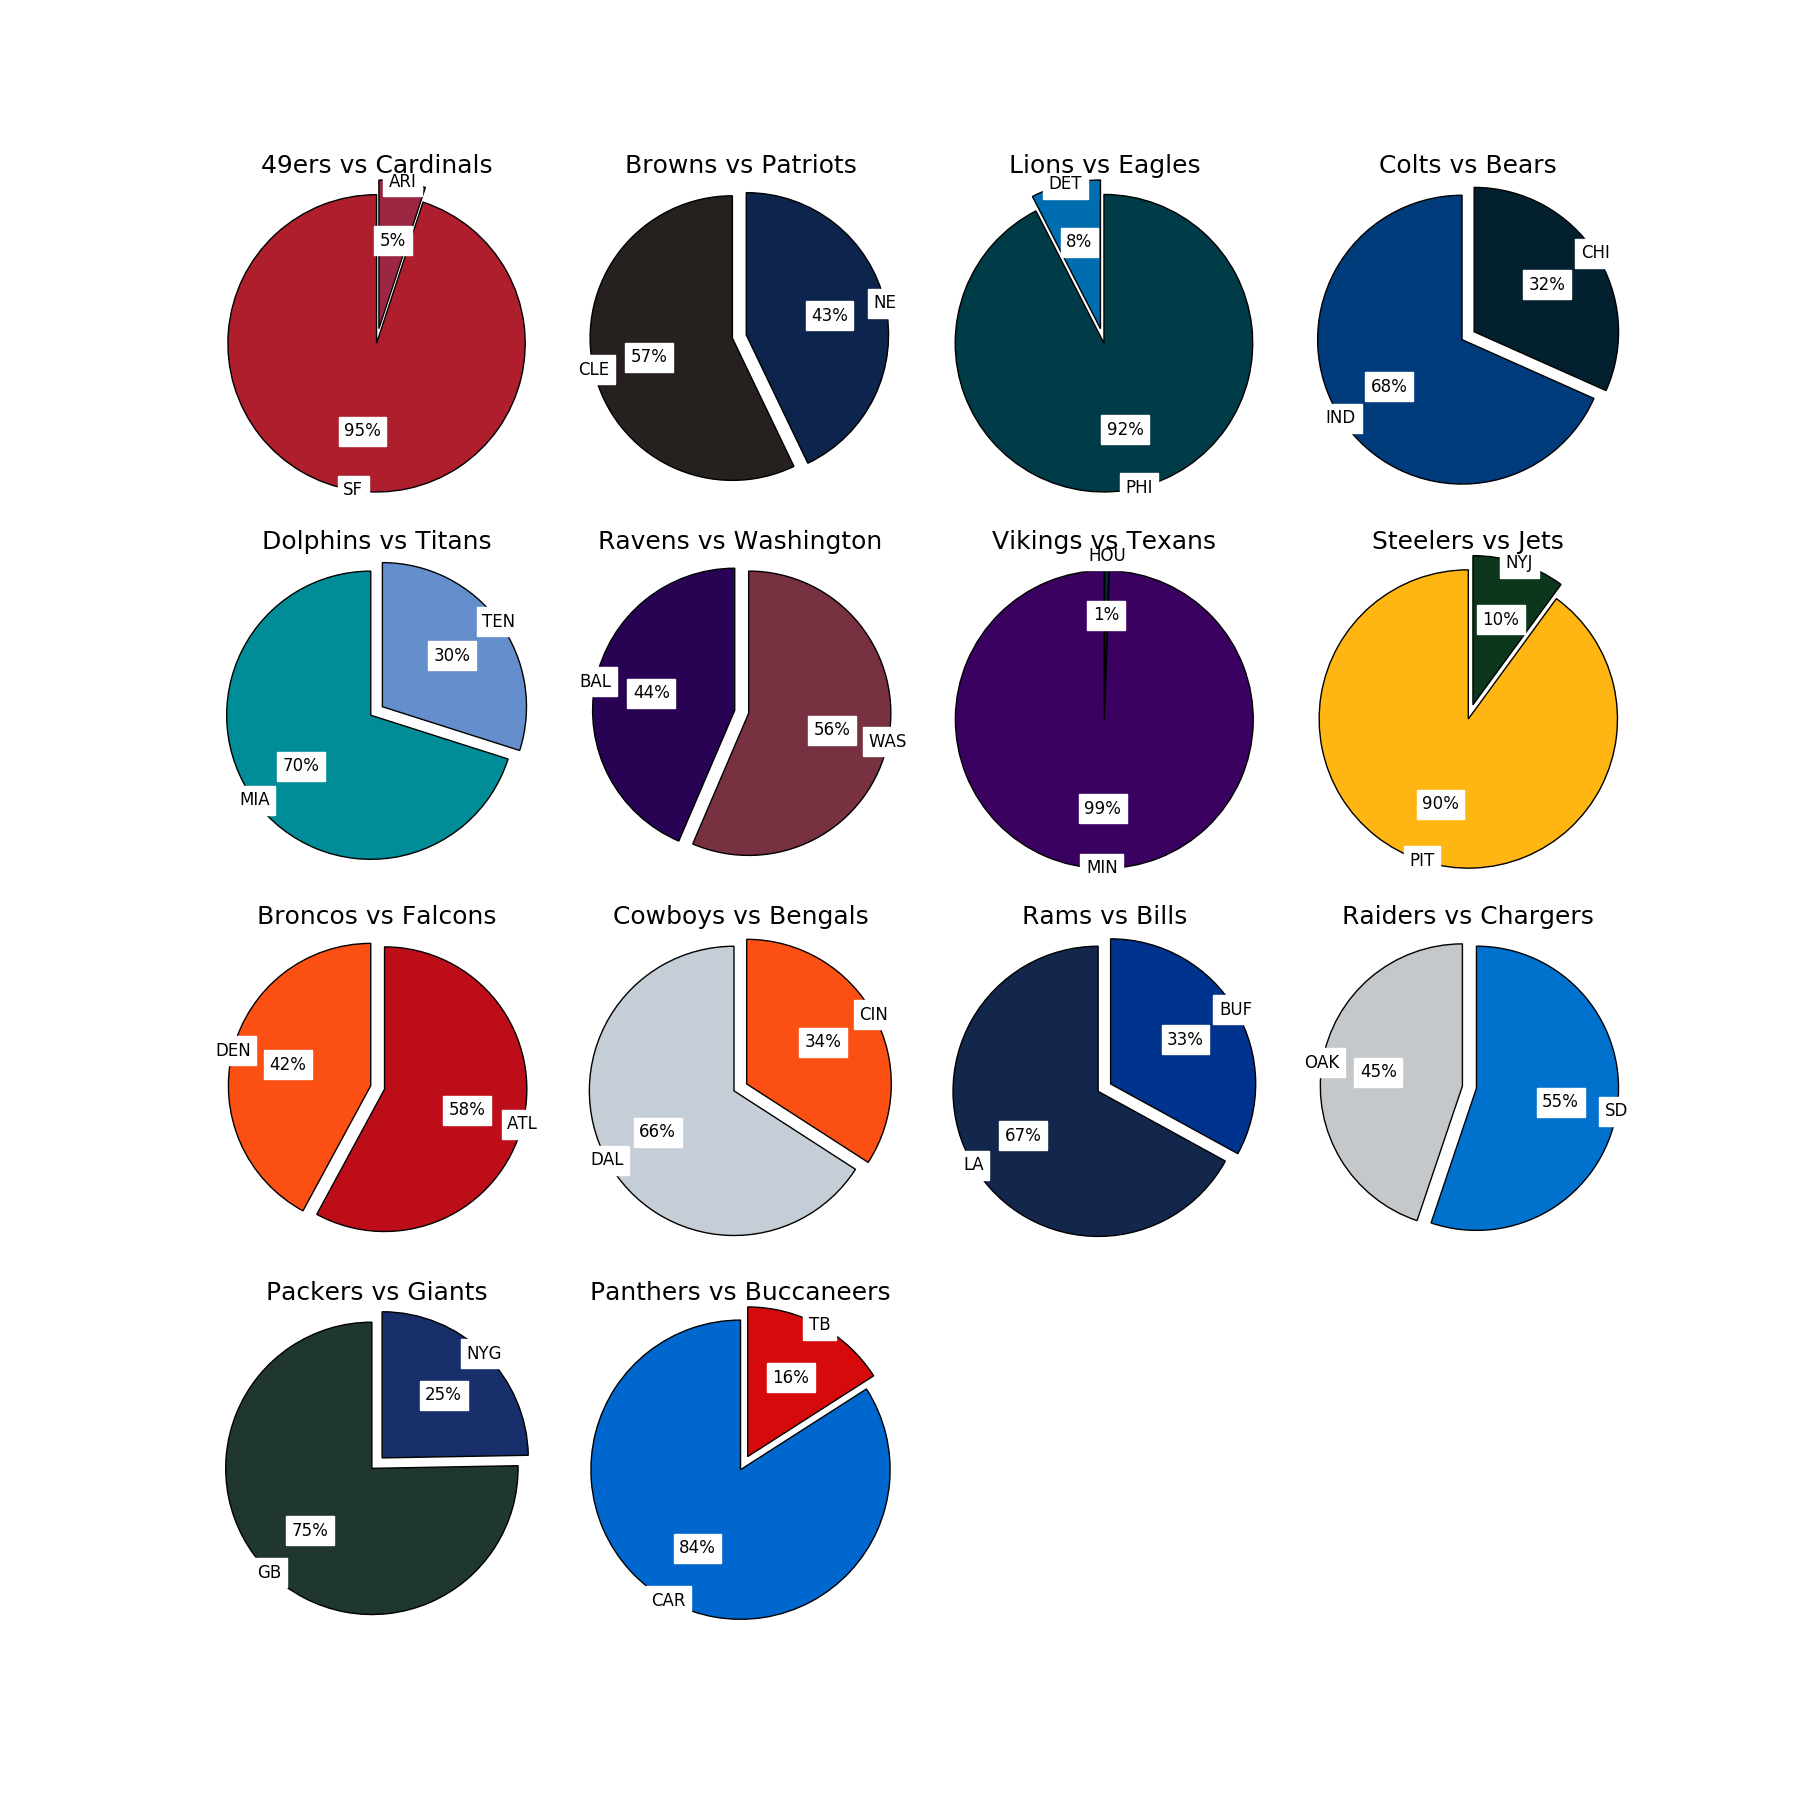 49ers vs Cardinals
ARI
5%
95%
SF
Browns vs Patriots
NE
43%
57%
CLE
Lions vs Eagles
DET
8%
92%
PHI
Colts vs Bears
CHI
32%
68%
IND
Dolphins vs Titans
TEN
30%
70%
MIA
Ravens vs Washington
BAL
44%
56%
WAS
Vikings vs Texans
HOU
1%
99%
MIN
Steelers vs Jets
NYJ
10%
90%
PIT
Broncos vs Falcons
DEN
42%
58%
ATL
Cowboys vs Bengals
CIN
34%
66%
DAL
Rams vs Bills
BUF
33%
67%
LA
Raiders vs Chargers
OAK
45%
55%
SD
Packers vs Giants
NYG
25%
75%
GB
Panthers vs Buccaneers
TB
16%
84%
CAR